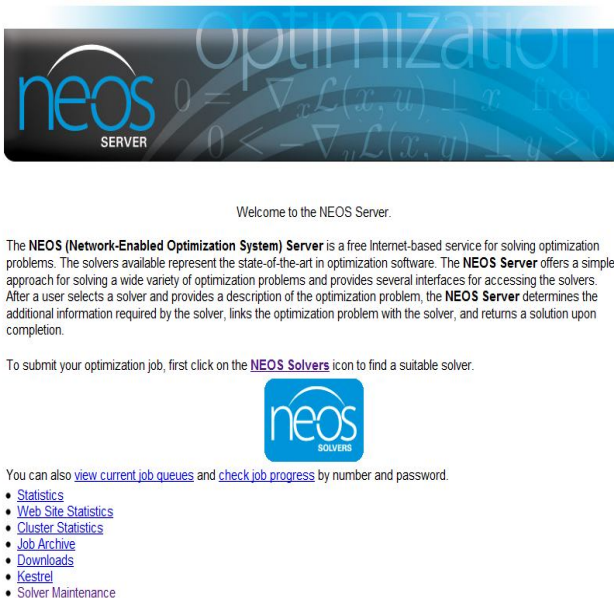 optimization
neos
SERVER
0 = ∇xL(x, u) ⊥ x free
0 < −∇yL(x, y) ⊥ y > 0
Welcome to the NEOS Server.
The NEOS (Network-Enabled Optimization System) Server is a free Internet-based service for solving optimization
problems. The solvers available represent the state-of-the-art in optimization software. The NEOS Server offers a simple
approach for solving a wide variety of optimization problems and provides several interfaces for accessing the solvers.
After a user selects a solver and provides a description of the optimization problem, the NEOS Server determines the
additional information required by the solver, links the optimization problem with the solver, and returns a solution upon
completion.
To submit your optimization job, first click on the NEOS Solvers icon to find a suitable solver.
neos
SOLVERS
You can also view current job queues and check job progress by number and password.
• Statistics
• Web Site Statistics
• Cluster Statistics
• Job Archive
• Downloads
• Kestrel
• Solver Maintenance